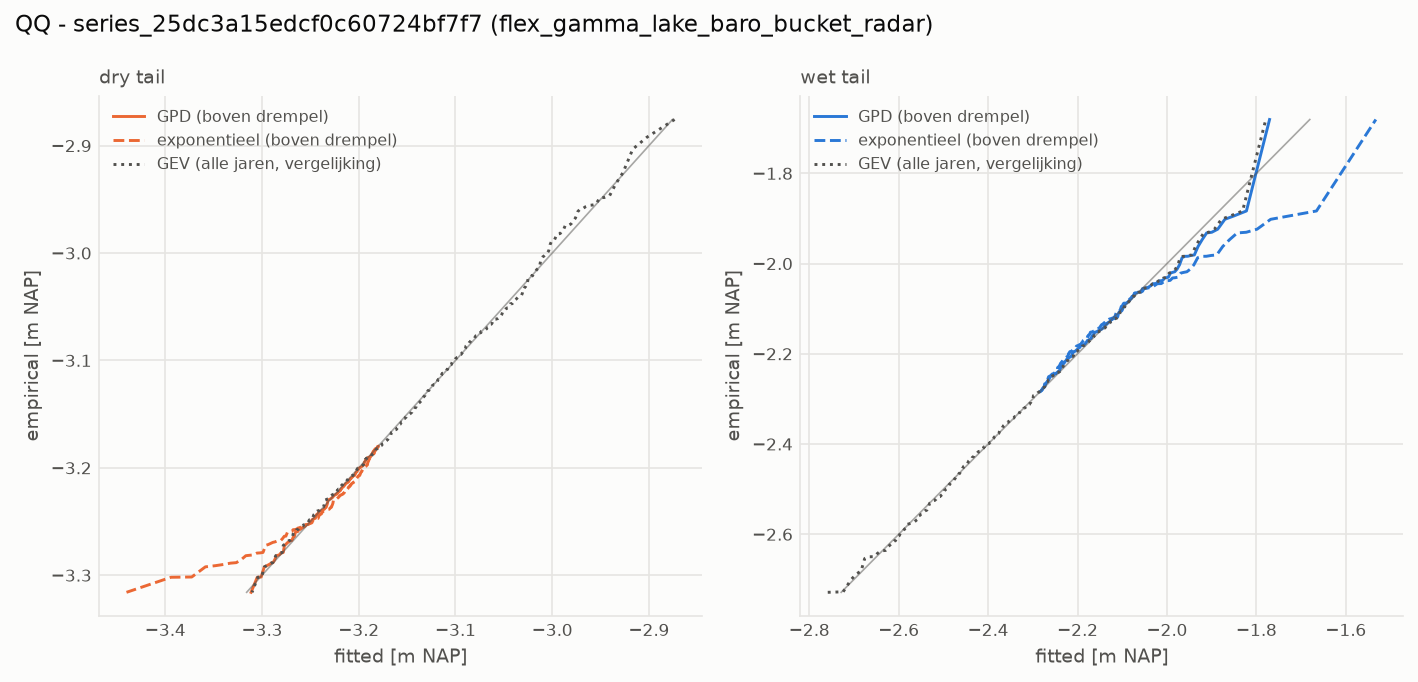 QQ - series_25dc3a15edcf0c60724bf7f7 (flex_gamma_lake_baro_bucket_radar)
dry tail
GPD (boven drempel)
exponentieel (boven drempel)
GEV (alle jaren, vergelijking)
−2.9
−3.0
−3.1
−3.2
−3.3
empirical [m NAP]
−3.4 −3.3 −3.2 −3.1 −3.0 −2.9
fitted [m NAP]
wet tail
GPD (boven drempel)
exponentieel (boven drempel)
GEV (alle jaren, vergelijking)
−1.8
−2.0
−2.2
−2.4
−2.6
empirical [m NAP]
−2.8 −2.6 −2.4 −2.2 −2.0 −1.8 −1.6
fitted [m NAP]